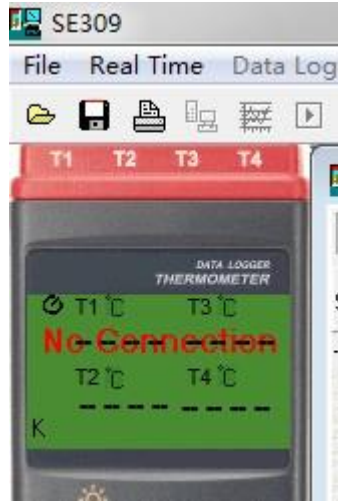 SE309
File Real Time Data Log
T1 T2 T3 T4
DATA LOGGER
THERMOMETER
T1 °C T3 °C
No Connection
---- ----
T2 °C T4 °C
---- ----
K